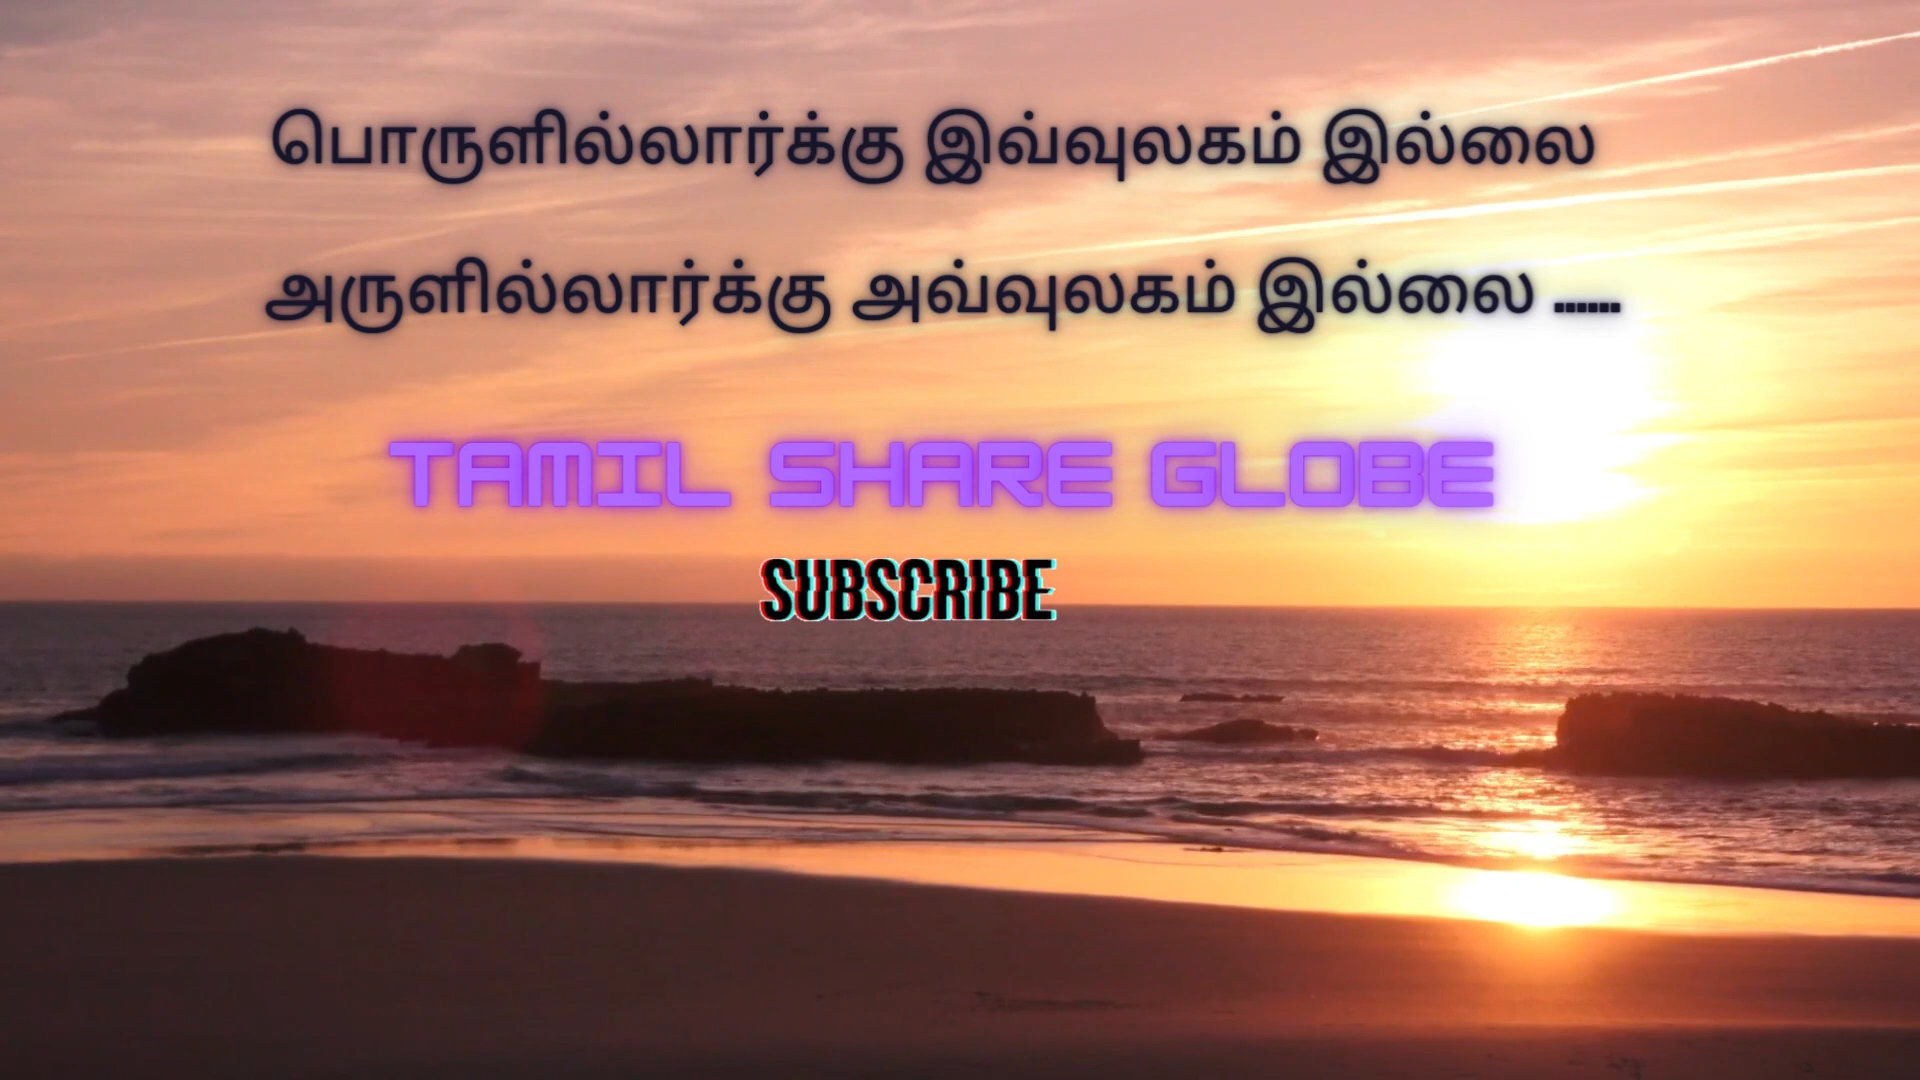 பொருளில்லார்க்கு இவ்வுலகம் இல்லை
அருளில்லார்க்கு அவ்வுலகம் இல்லை ......
TAMIL SHARE GLOBE
SUBSCRIBE